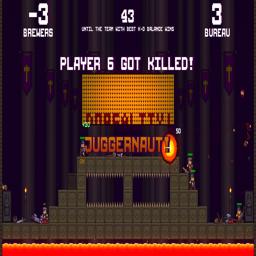 -3
43
3
BREWERS
UNTIL THE TEAM WITH BEST K-D BALANCE WINS
BUREAU
PLAYER 6 GOT KILLED!
JUGGERNAUT!
50